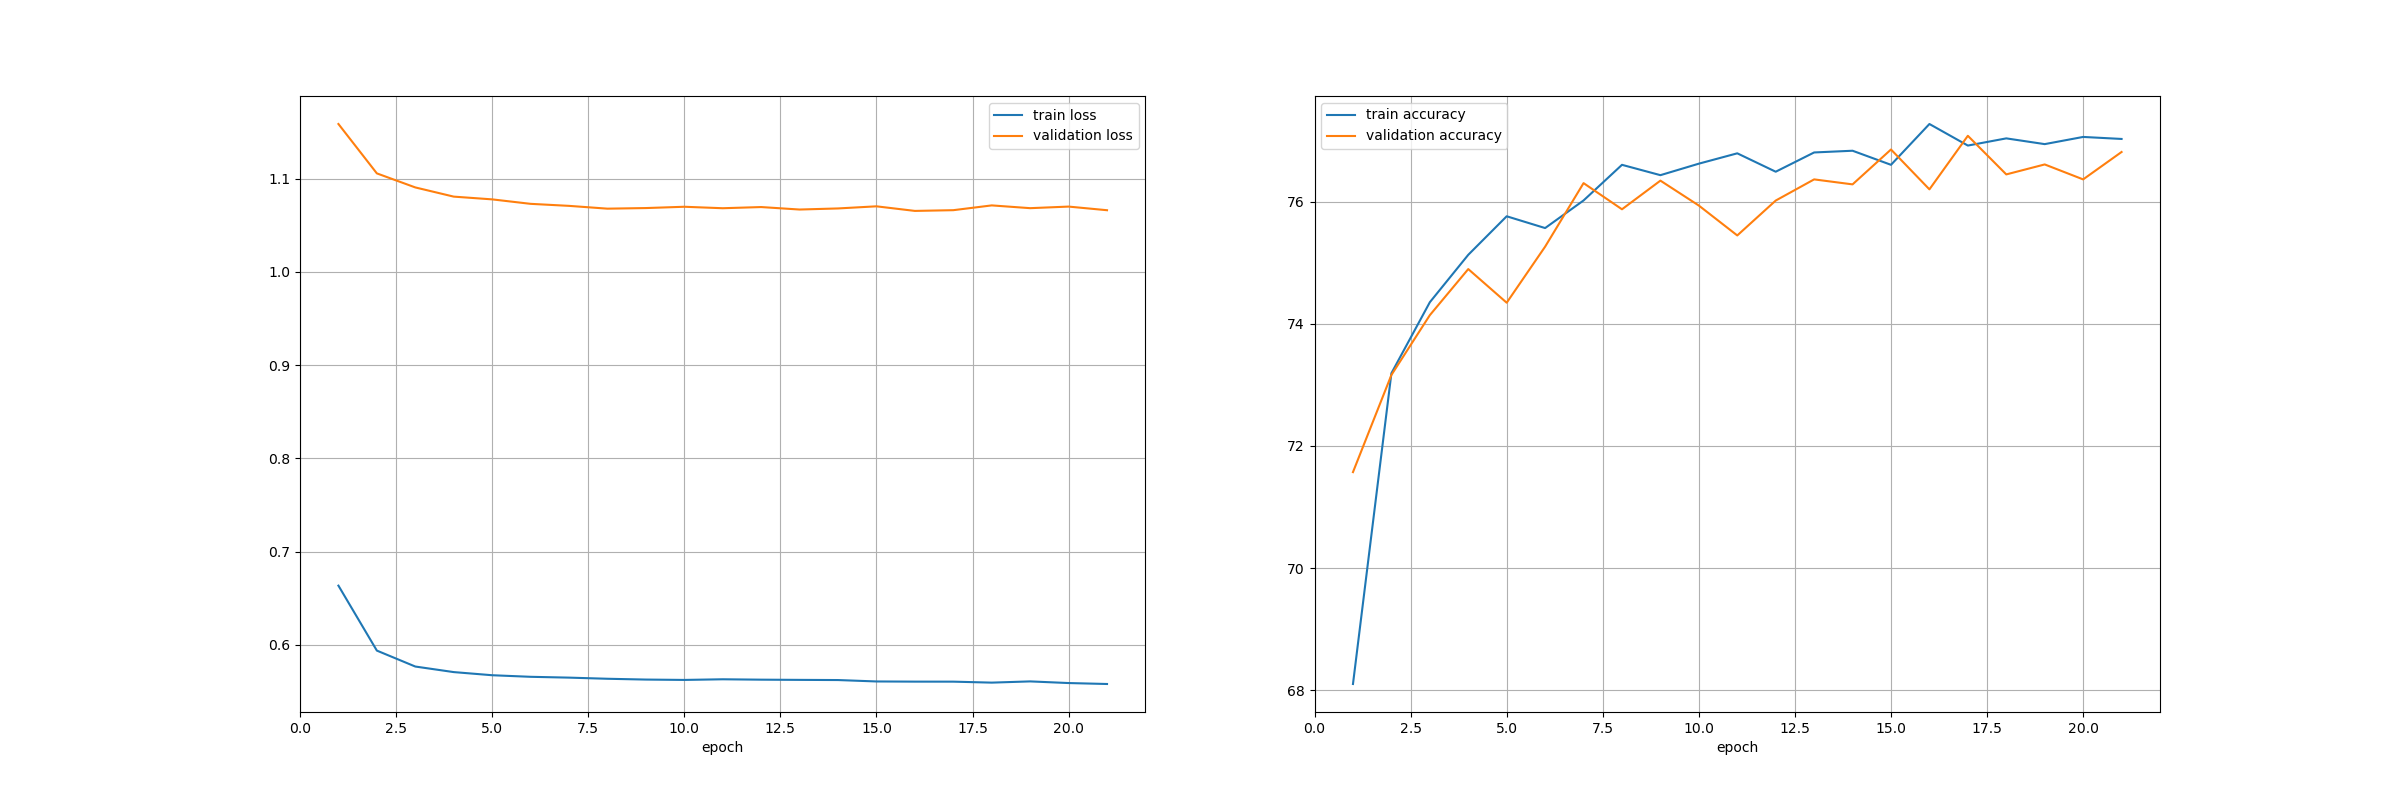 train loss
validation loss
1.1
1.0
0.9
0.8
0.7
0.6
0.0 2.5 5.0 7.5 10.0 12.5 15.0 17.5 20.0
epoch
train accuracy
validation accuracy
76
74
72
70
68
0.0 2.5 5.0 7.5 10.0 12.5 15.0 17.5 20.0
epoch